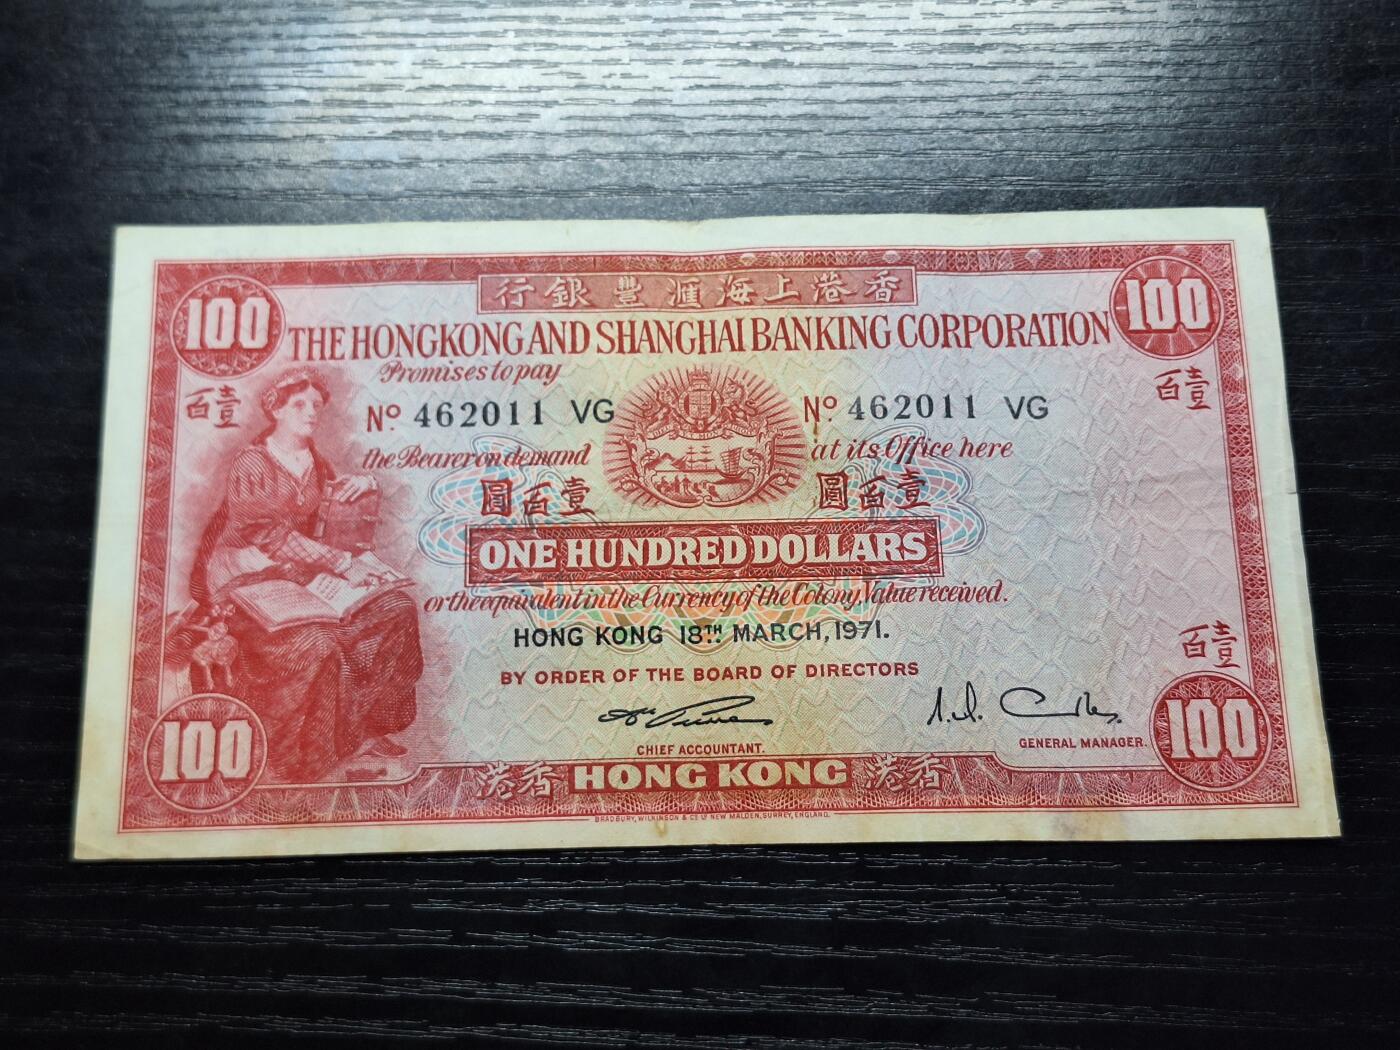 行銀豐滙海上港香
100 100
THE HONGKONG AND SHANGHAI BANKING CORPORATION
Promises to pay
百壹 百壹
Nº 462011 VG Nº 462011 VG
the Bearer on demand at its Office here
圓百壹 圓百壹
ONE HUNDRED DOLLARS
or the equivalent in the Currency of the Colony, Value received.
HONG KONG 18TH MARCH, 1971.
百壹
BY ORDER OF THE BOARD OF DIRECTORS
CHIEF ACCOUNTANT. GENERAL MANAGER.
100 100
港香 HONG KONG 港香
BRADBURY, WILKINSON & Cº Lᵈ NEW MALDEN, SURREY, ENGLAND.